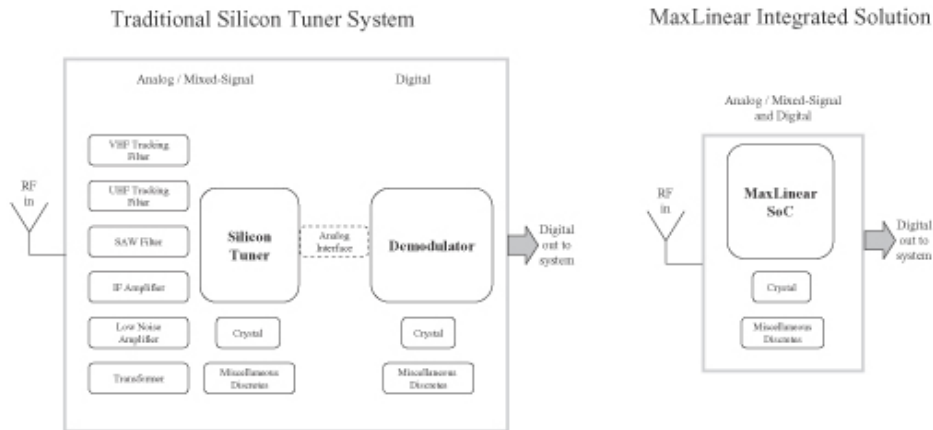 Traditional Silicon Tuner System
MaxLinear Integrated Solution
Analog / Mixed-Signal
Digital
VHF Tracking
Filter
UHF Tracking
Filter
SAW Filter
IF Amplifier
Low Noise
Amplifier
Transformer
RF
in
Silicon
Tuner
Crystal
Miscellaneous
Discretes
Analog
Interface
Demodulator
Crystal
Miscellaneous
Discretes
Digital
out to
system
Analog / Mixed-Signal
and Digital
RF
in
MaxLinear
SoC
Crystal
Miscellaneous
Discretes
Digital
out to
system